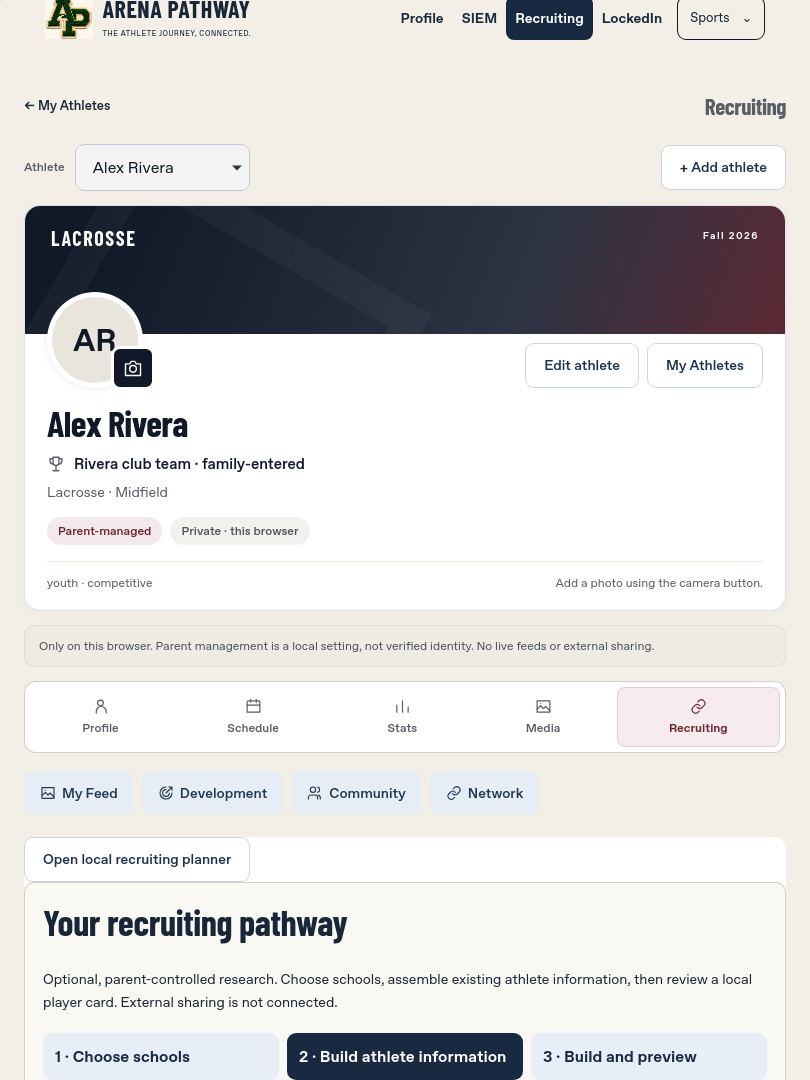 AP
ARENA PATHWAY
THE ATHLETE JOURNEY, CONNECTED.
Profile SIEM Recruiting LockedIn Sports
← My Athletes
Recruiting
Athlete Alex Rivera
+ Add athlete
LACROSSE
Fall 2026
AR
Edit athlete My Athletes
Alex Rivera
Rivera club team · family-entered
Lacrosse · Midfield
Parent-managed Private · this browser
youth · competitive
Add a photo using the camera button.
Only on this browser. Parent management is a local setting, not verified identity. No live feeds or external sharing.
Profile Schedule Stats Media Recruiting
My Feed Development Community Network
Open local recruiting planner
Your recruiting pathway
Optional, parent-controlled research. Choose schools, assemble existing athlete information, then review a local
player card. External sharing is not connected.
1 · Choose schools 2 · Build athlete information 3 · Build and preview